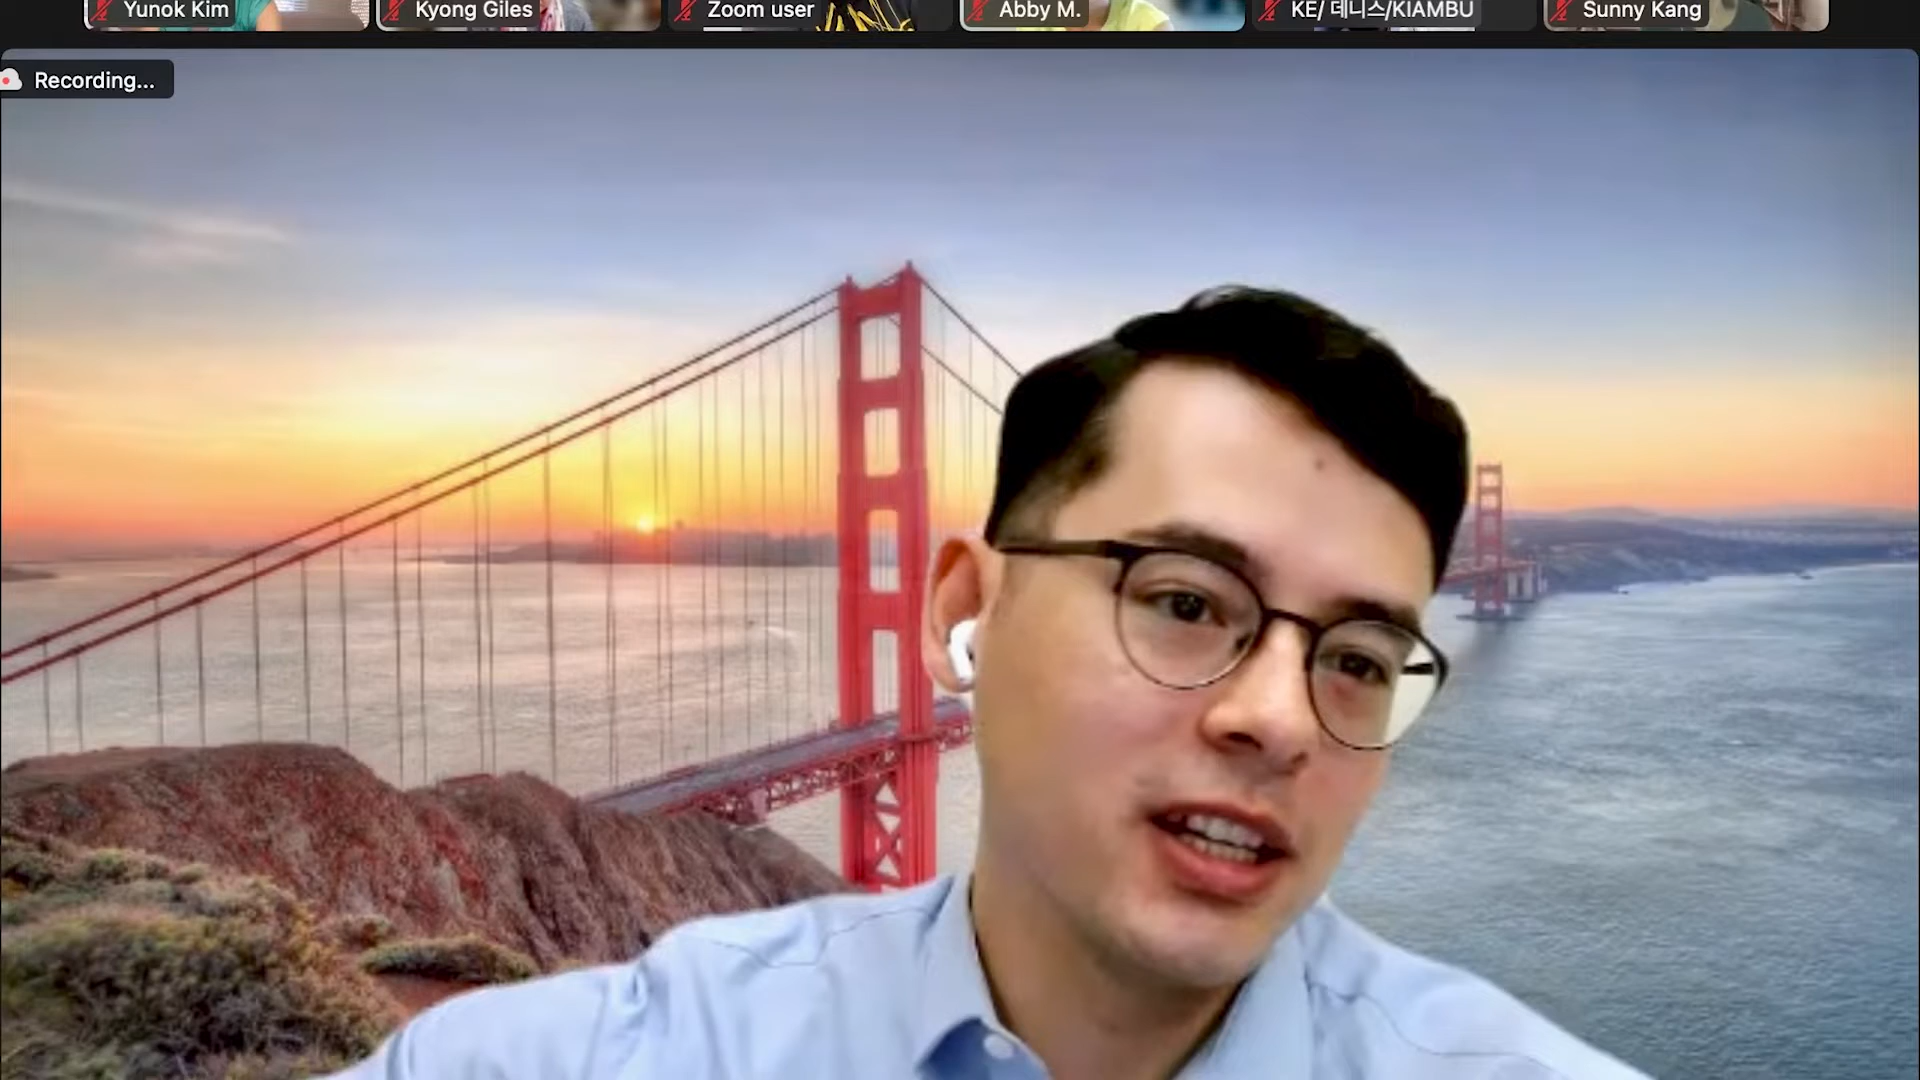 Yunok Kim
Kyong Giles
Zoom user
Abby M.
KE/ 데니스/KIAMBU
Sunny Kang
Recording...